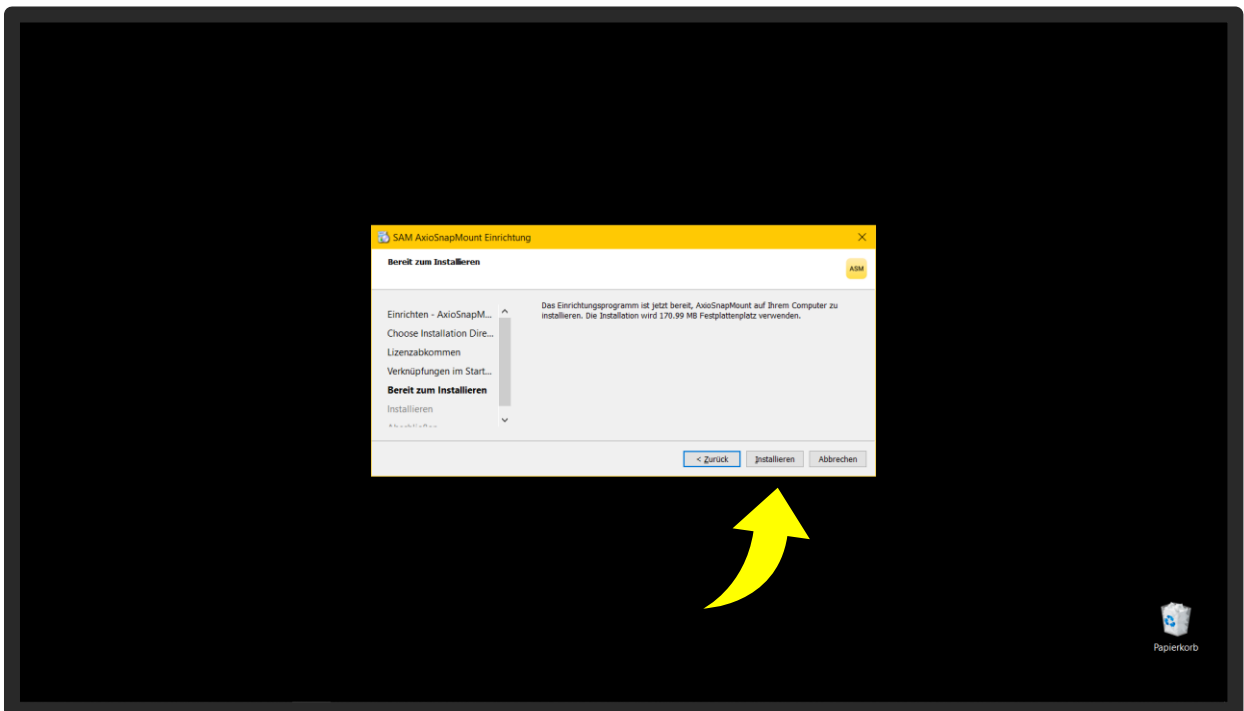 SAM AxioSnapMount Einrichtung
Bereit zum Installieren
ASM
Einrichten - AxioSnapM...
Choose Installation Dire...
Lizenzabkommen
Verknüpfungen im Start...
Bereit zum Installieren
Installieren
Das Einrichtungsprogramm ist jetzt bereit, AxioSnapMount auf Ihrem Computer zu
installieren. Die Installation wird 170.99 MB Festplattenplatz verwenden.
< Zurück
Installieren
Abbrechen
Papierkorb